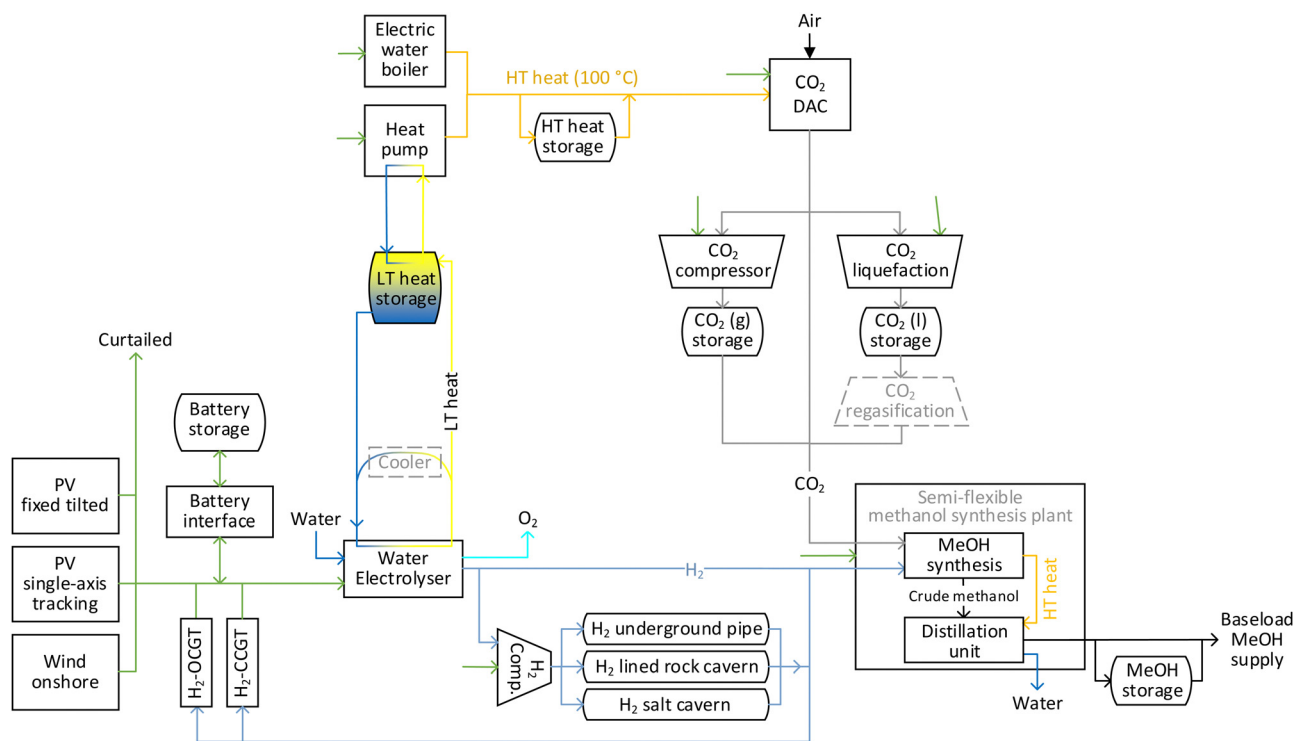 Electric
water
boiler
Air
HT heat (100 °C)
CO₂
DAC
Heat
pump
HT heat
storage
CO₂
compressor
CO₂
liquefaction
LT heat
storage
CO₂ (g)
storage
CO₂ (l)
storage
Curtailed
CO₂
regasification
LT heat
Battery
storage
Cooler
PV
fixed tilted
Battery
interface
Water
O₂
CO₂
Semi-flexible
methanol synthesis plant
PV
single-axis
tracking
Water
Electrolyser
H₂
MeOH
synthesis
HT heat
Crude methanol
Wind
onshore
H₂-OCGT
H₂-CCGT
H₂
Comp.
H₂ underground pipe
H₂ lined rock cavern
H₂ salt cavern
Distillation
unit
Baseload
MeOH
supply
Water
MeOH
storage